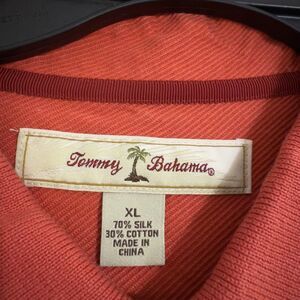 Tommy Bahama®
XL
70% SILK
30% COTTON
MADE IN
CHINA